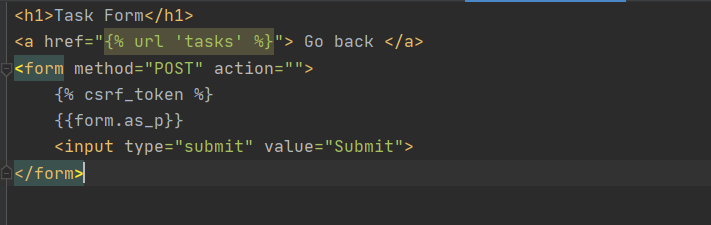 <h1>Task Form</h1>
<a href="{% url 'tasks' %}"> Go back </a>
<form method="POST" action="">
    {% csrf_token %}
    {{form.as_p}}
    <input type="submit" value="Submit">
</form>